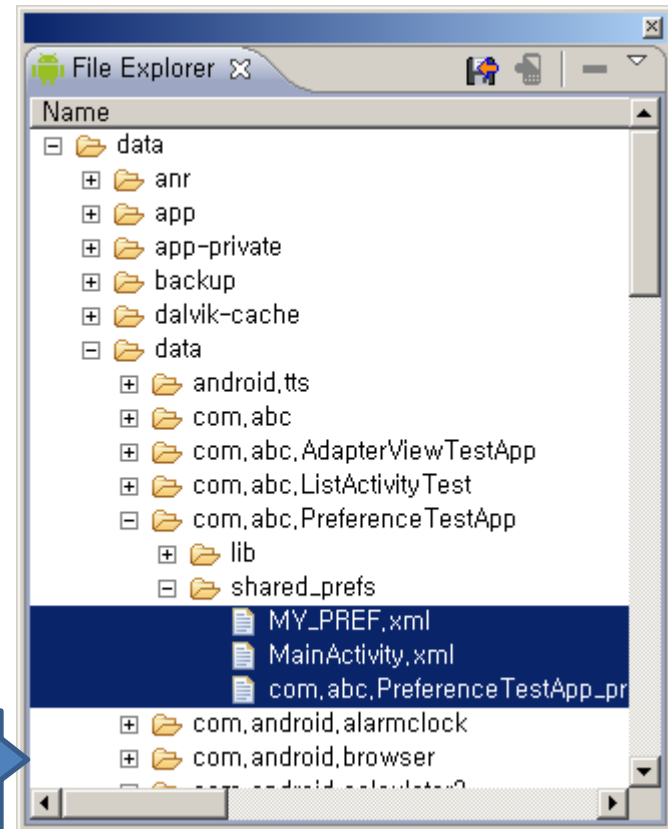 File Explorer
Name
data
anr
app
app-private
backup
dalvik-cache
data
android.tts
com.abc
com.abc.AdapterViewTestApp
com.abc.ListActivityTest
com.abc.PreferenceTestApp
lib
shared_prefs
MY_PREF.xml
MainActivity.xml
com.abc.PreferenceTestApp_pr
com.android.alarmclock
com.android.browser